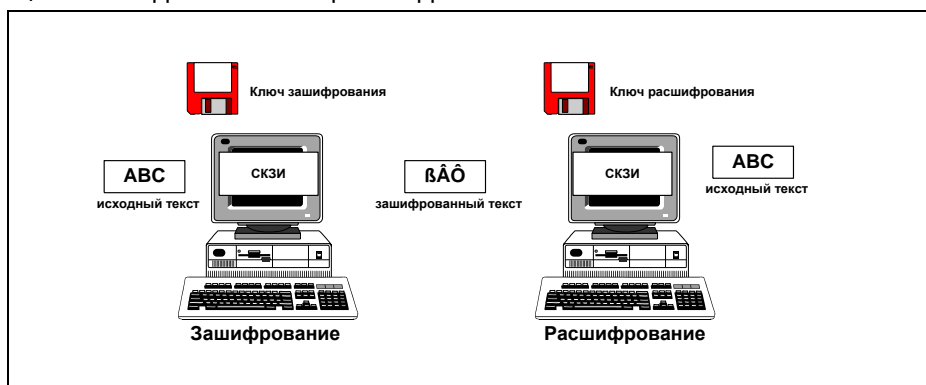 Ключ зашифрования
Ключ расшифрования
ABC
СКЗИ
ßÂÔ
СКЗИ
ABC
исходный текст
зашифрованный текст
исходный текст
Зашифрование
Расшифрование